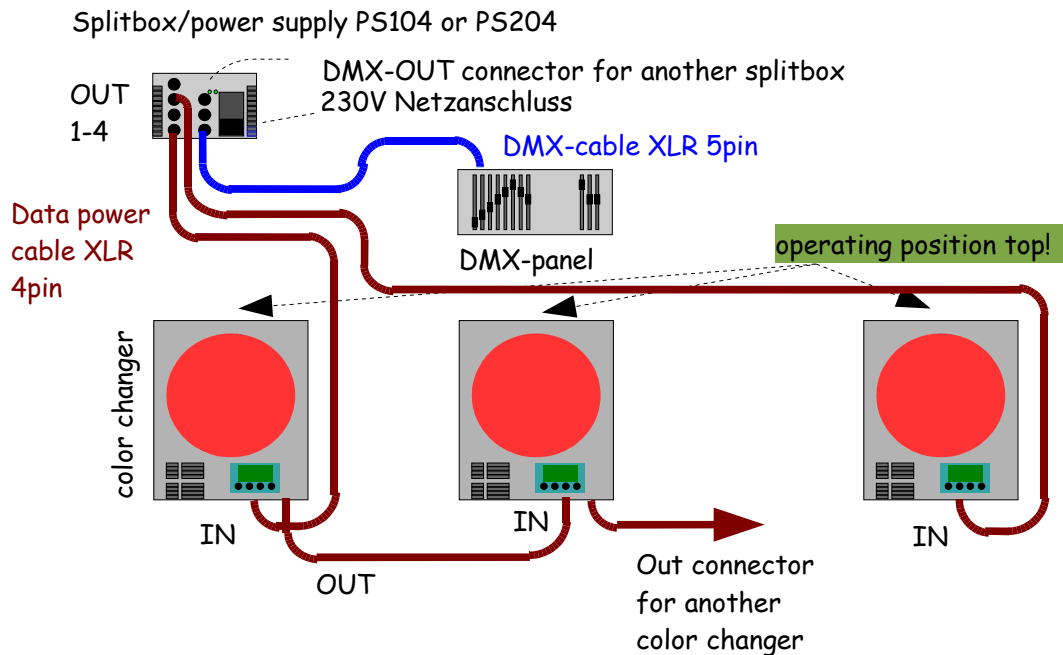 Splitbox/power supply PS104 or PS204
DMX-OUT connector for another splitbox
230V Netzanschluss
OUT
1-4
DMX-cable XLR 5pin
Data power
cable XLR
4pin
DMX-panel
operating position top!
color changer
IN
IN
IN
OUT
Out connector
for another
color changer